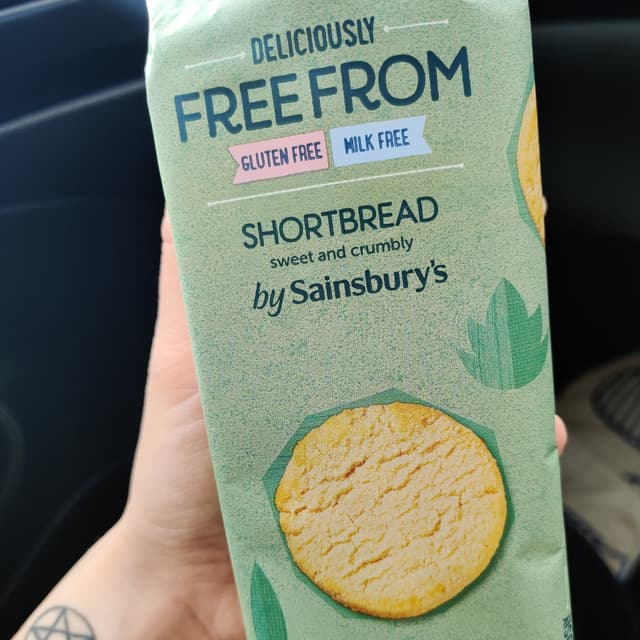 DELICIOUSLY
FREE FROM
GLUTEN FREE MILK FREE
SHORTBREAD
sweet and crumbly
by Sainsbury's